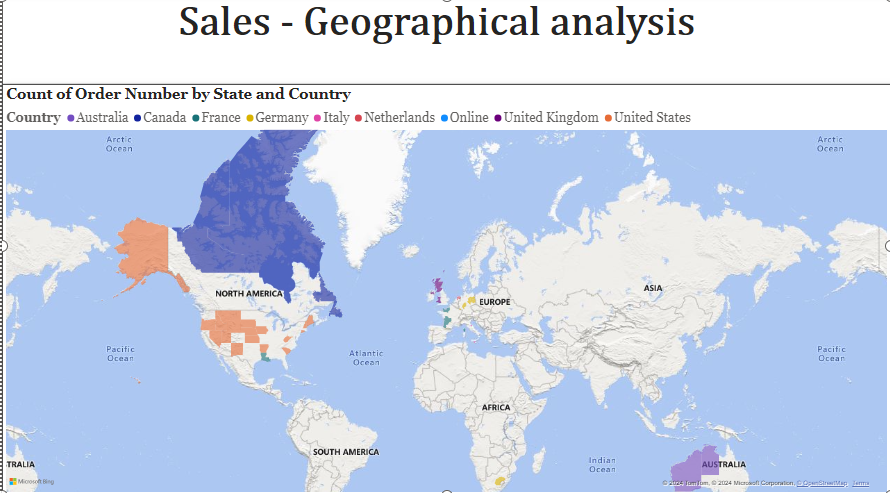 Sales - Geographical analysis
Count of Order Number by State and Country
Country Australia Canada France Germany Italy Netherlands Online United Kingdom United States
Arctic
Ocean
Arctic
Ocean
NORTH AMERICA
EUROPE
ASIA
Pacific
Ocean
Atlantic
Ocean
Pacific
Ocean
AFRICA
SOUTH AMERICA
Indian
Ocean
TRALIA
AUSTRALIA
Microsoft Bing
© 2024 TomTom, © 2024 Microsoft Corporation, © OpenStreetMap Terms